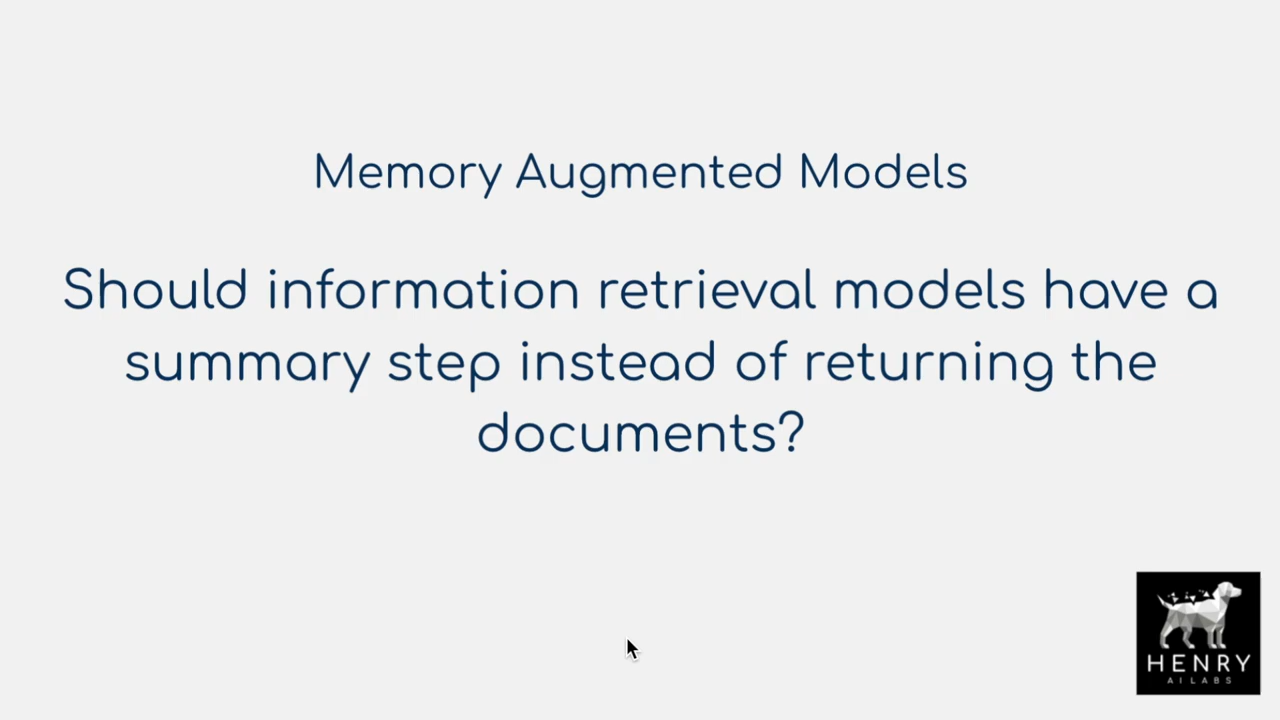 Memory Augmented Models
Should information retrieval models have a
summary step instead of returning the
documents?
HENRY
AI LABS